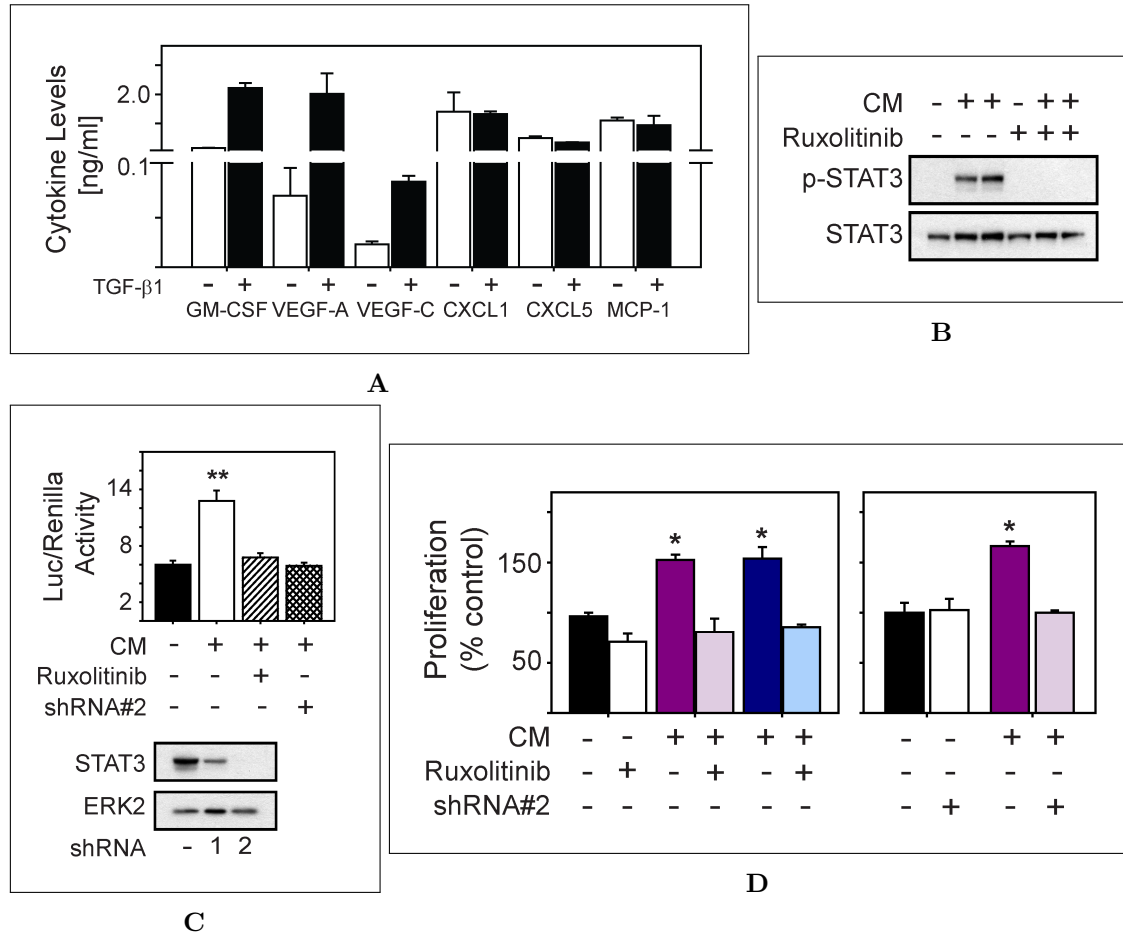 Cytokine Levels
[ng/ml]
2.0
0.1
TGF-β1 - + - + - + - + - + - +
GM-CSF VEGF-A VEGF-C CXCL1 CXCL5 MCP-1
A
CM - + + - + +
Ruxolitinib - - - + + +
p-STAT3
STAT3
B
Luc/Renilla
Activity
14
8
2
**
CM - + + +
Ruxolitinib - - + -
shRNA#2 - - - +
STAT3
ERK2
shRNA - 1 2
C
Proliferation
(% control)
150
50
* * *
CM - - + + + + - - + +
Ruxolitinib - + - + - + - - - -
shRNA#2 - - - - - - - + - +
D